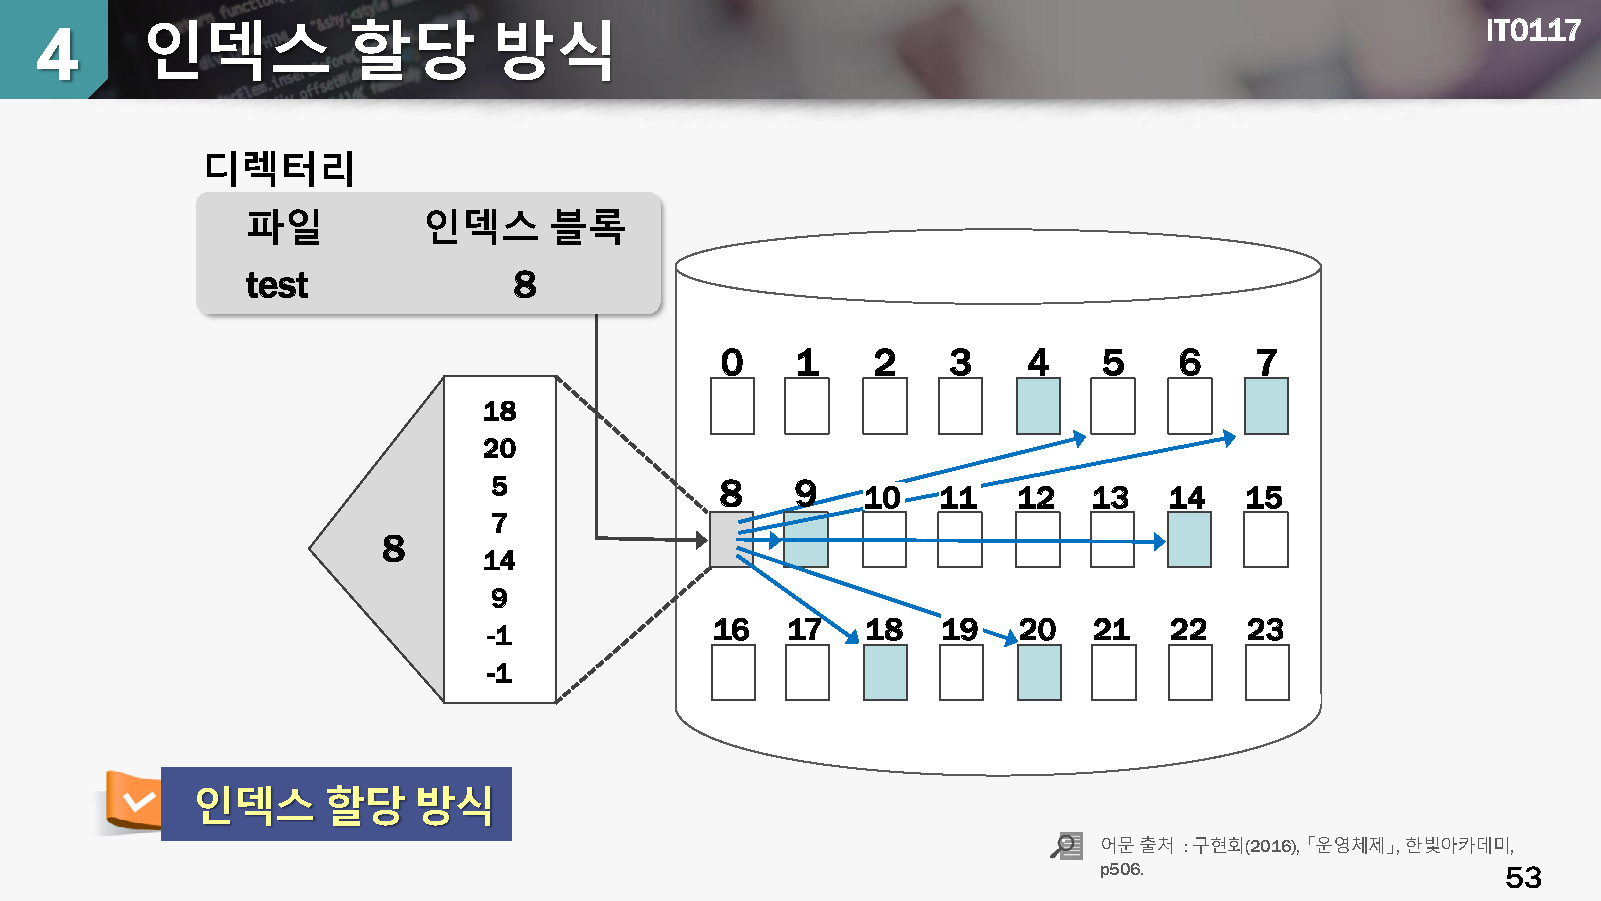 4 인덱스 할당 방식
IT0117
디렉터리
파일 인덱스 블록
test 8
8
18
20
5
7
14
9
-1
-1
0 1 2 3 4 5 6 7
8 9 10 11 12 13 14 15
16 17 18 19 20 21 22 23
인덱스 할당 방식
어문 출처 : 구현회(2016), 「운영체제」, 한빛아카데미,
p506.
53